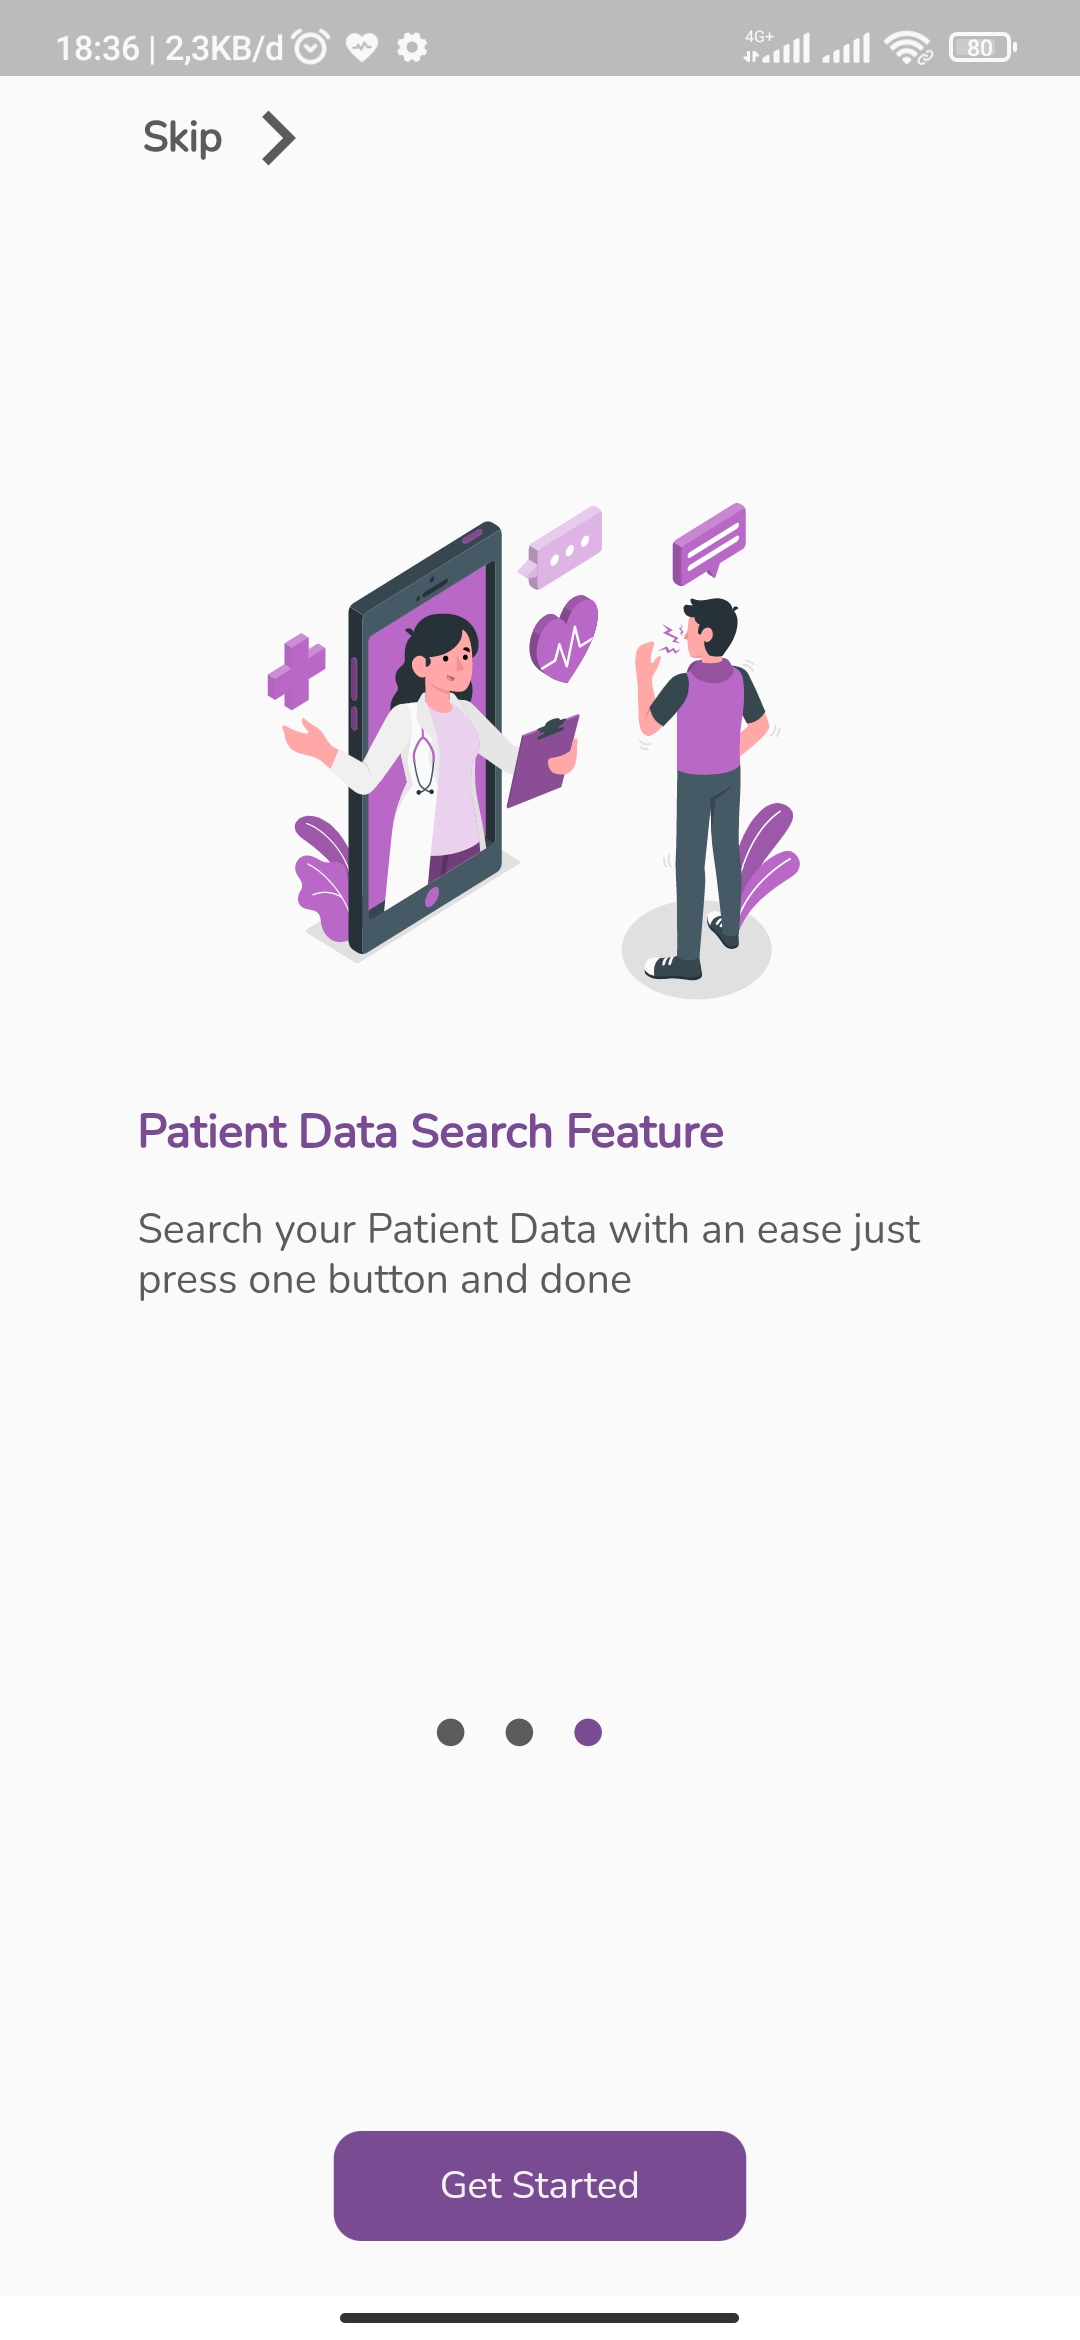 18:36 | 2,3KB/d 4G+ 80
Skip
Patient Data Search Feature
Search your Patient Data with an ease just
press one button and done
Get Started